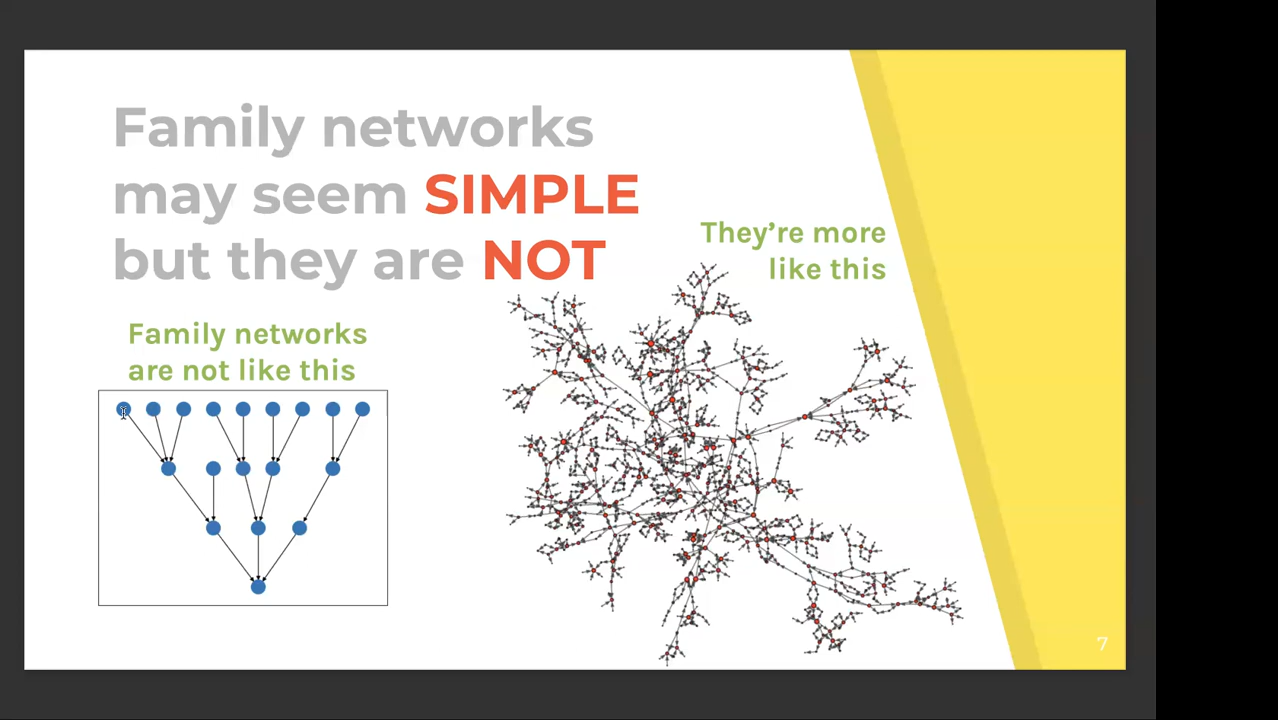 Family networks
may seem SIMPLE
but they are NOT
They're more
like this
Family networks
are not like this
7